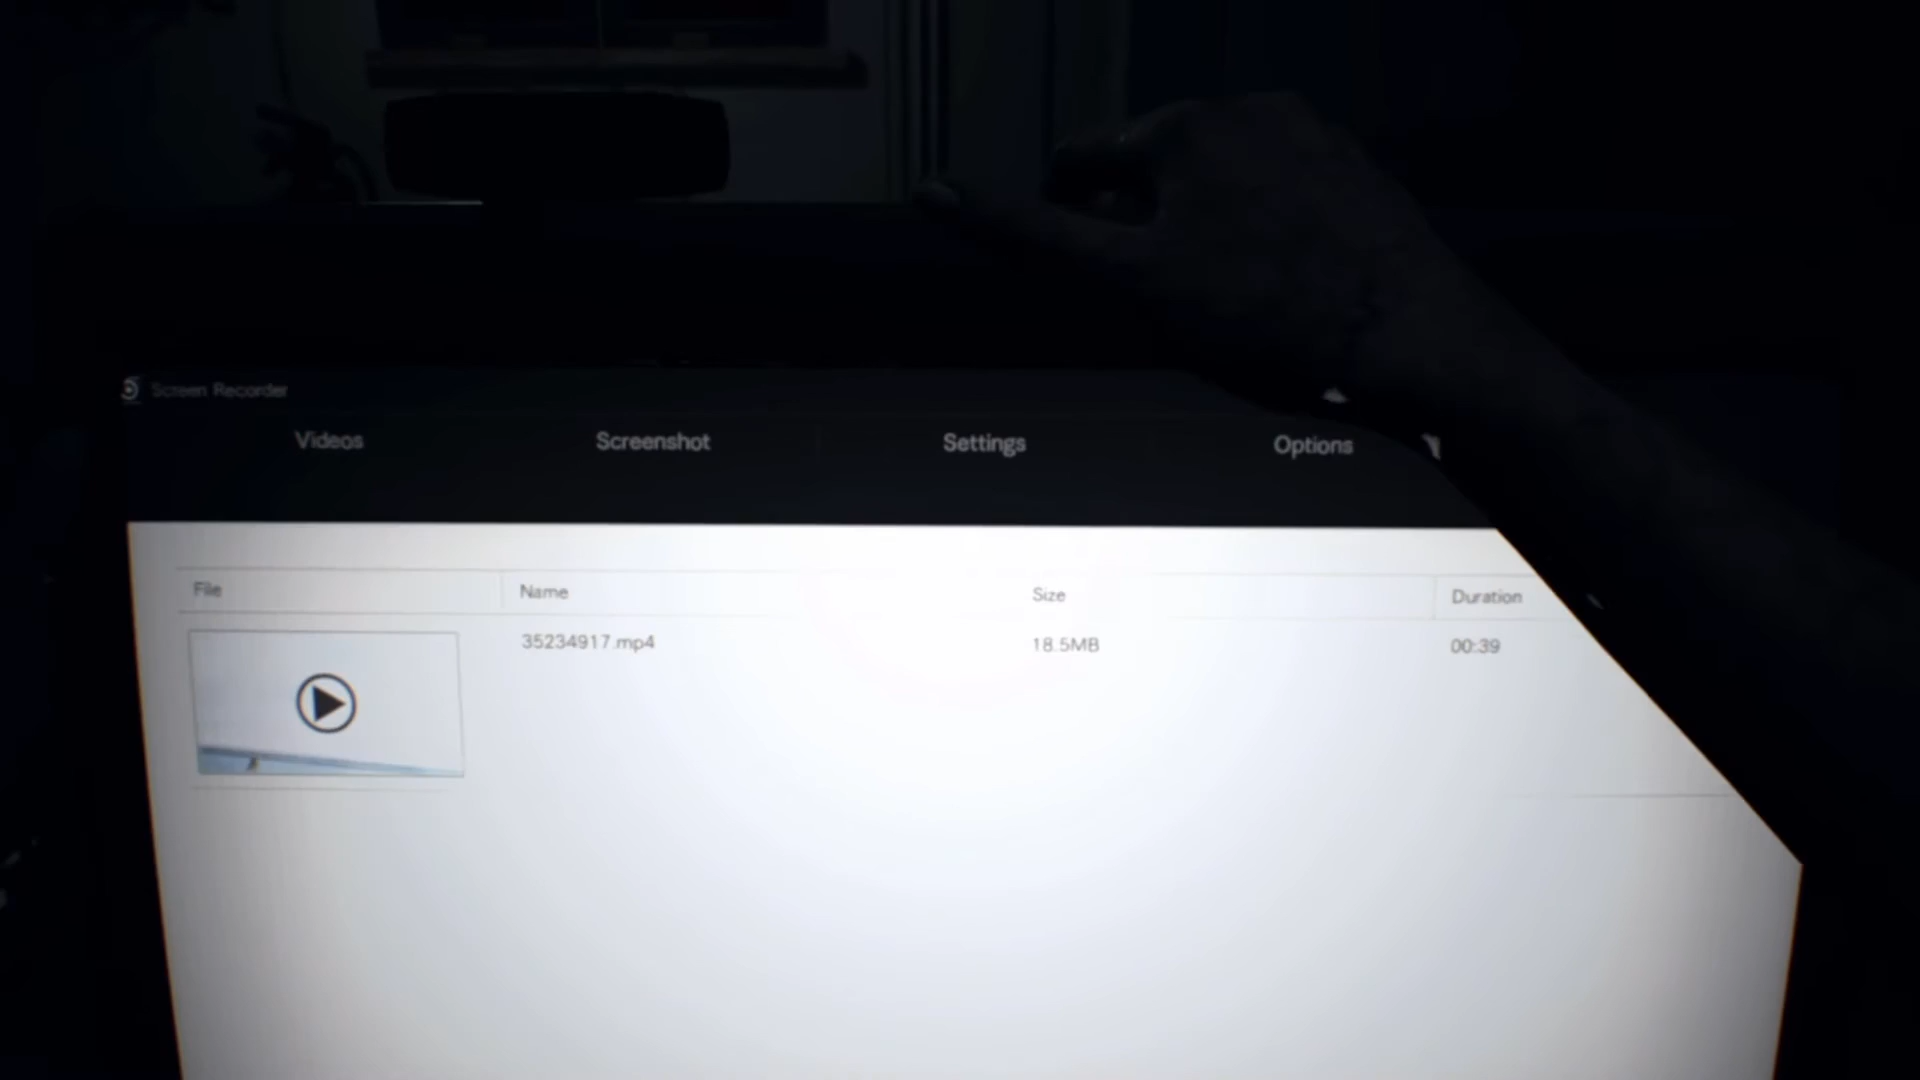 Screen Recorder
Videos Screenshot Settings Options
File Name Size Duration
35234917.mp4 18.5MB 00:39